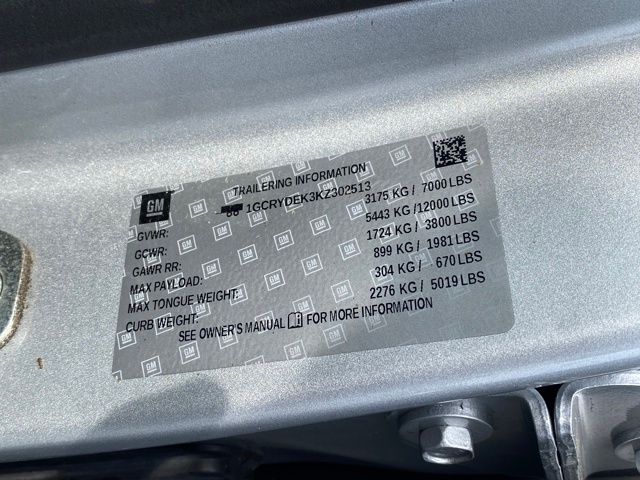 TRAILERING INFORMATION
GM
1GCRYDEK3KZ302513
GVWR: 3175 KG / 7000 LBS
GCWR: 5443 KG /12000 LBS
GAWR RR: 1724 KG / 3800 LBS
MAX PAYLOAD: 899 KG / 1981 LBS
MAX TONGUE WEIGHT: 304 KG / 670 LBS
CURB WEIGHT: 2276 KG / 5019 LBS
SEE OWNER'S MANUAL FOR MORE INFORMATION